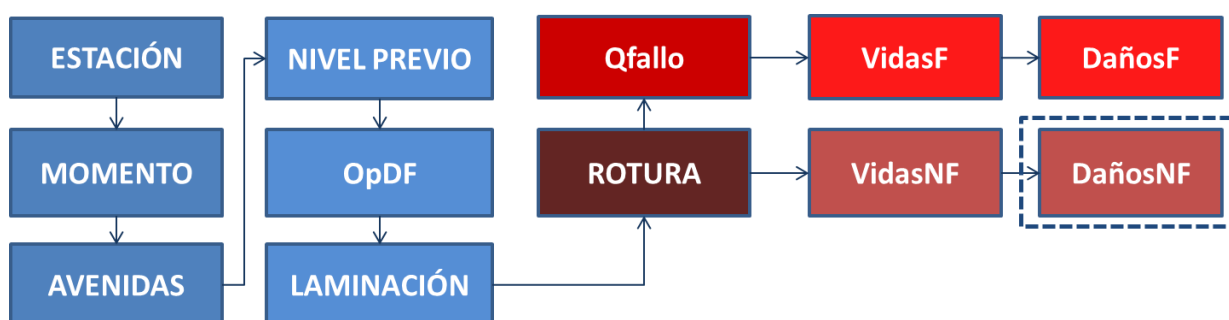 ESTACIÓN
MOMENTO
AVENIDAS
NIVEL PREVIO
OpDF
LAMINACIÓN
ROTURA
Qfallo
VidasF
DañosF
VidasNF
DañosNF